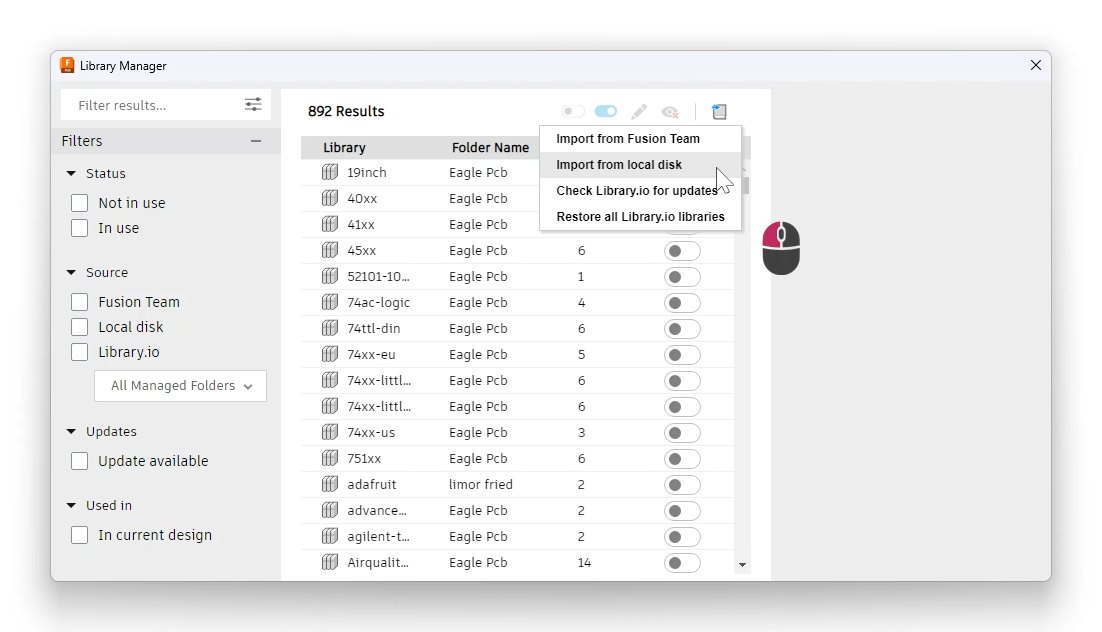 Library Manager
Filter results...
892 Results
Filters
Library Folder Name
Import from Fusion Team
Import from local disk
Check Library.io for updates
Restore all Library.io libraries
Status
Not in use
In use
Source
Fusion Team
Local disk
Library.io
All Managed Folders
Updates
Update available
Used in
In current design
19inch Eagle Pcb
40xx Eagle Pcb
41xx Eagle Pcb
45xx Eagle Pcb 6
52101-10... Eagle Pcb 1
74ac-logic Eagle Pcb 4
74ttl-din Eagle Pcb 6
74xx-eu Eagle Pcb 5
74xx-littl... Eagle Pcb 6
74xx-littl... Eagle Pcb 6
74xx-us Eagle Pcb 3
751xx Eagle Pcb 6
adafruit limor fried 2
advance... Eagle Pcb 2
agilent-t... Eagle Pcb 2
Airqualit... Eagle Pcb 14